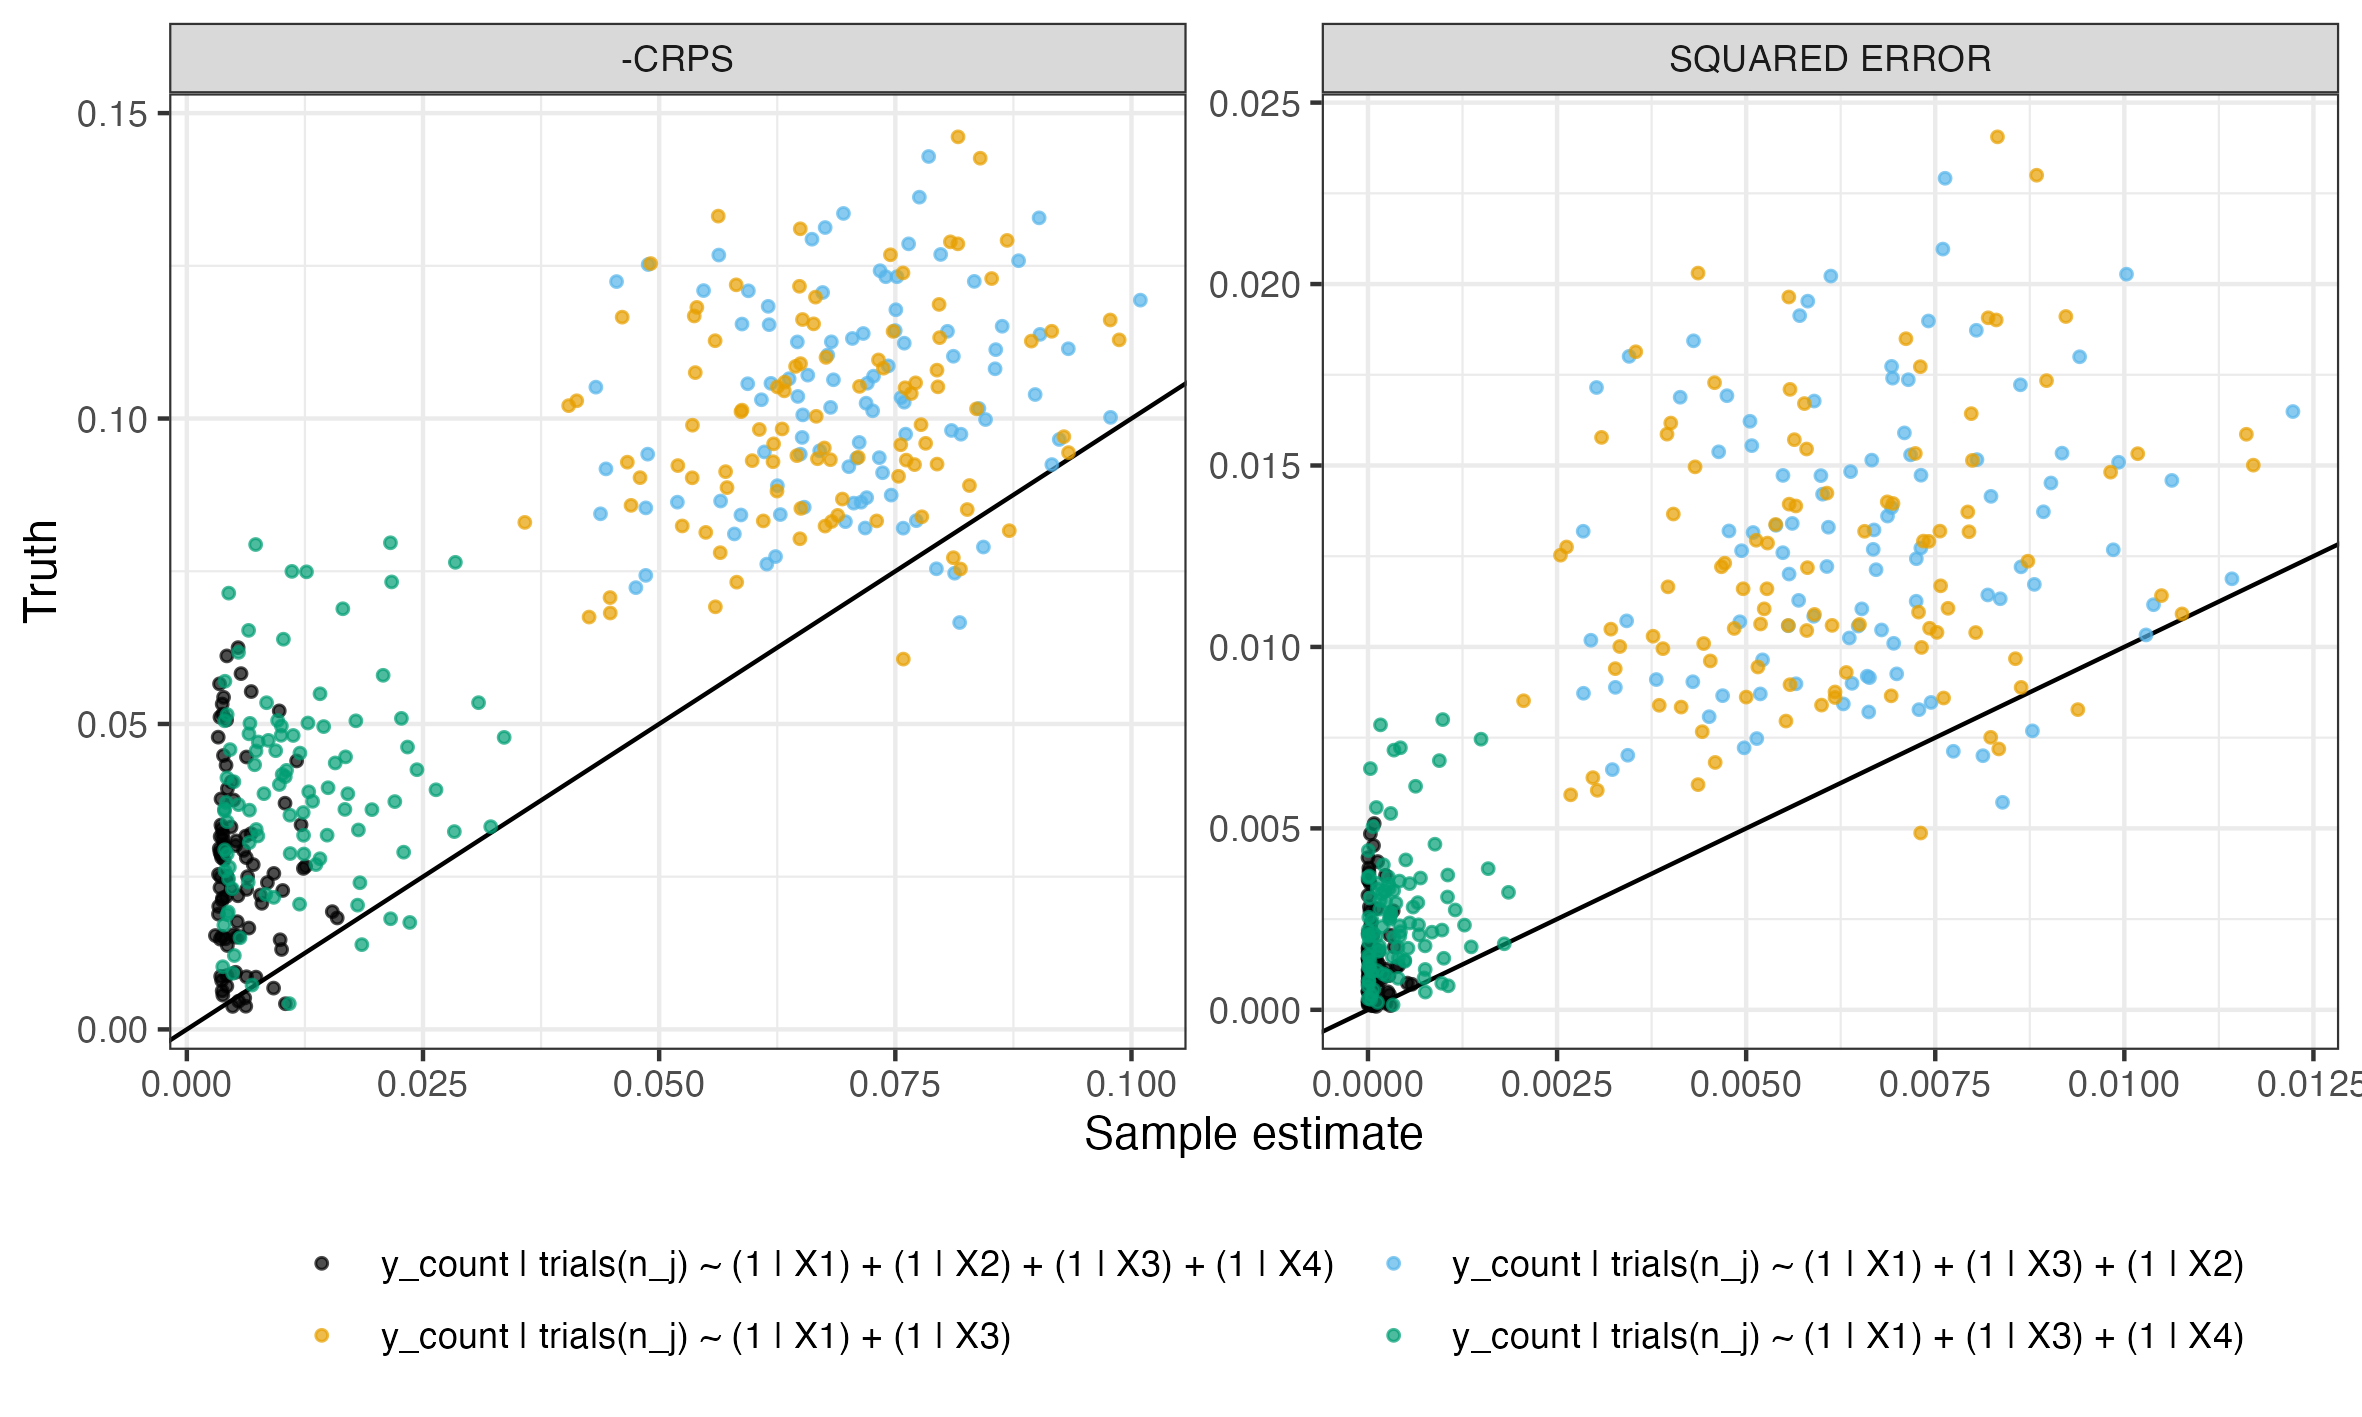 -CRPS
SQUARED ERROR
Truth
0.15
0.10
0.05
0.00
0.025
0.020
0.015
0.010
0.005
0.000
0.000 0.025 0.050 0.075 0.100
0.0000 0.0025 0.0050 0.0075 0.0100 0.0125
Sample estimate
y_count | trials(n_j) ~ (1 | X1) + (1 | X2) + (1 | X3) + (1 | X4)
y_count | trials(n_j) ~ (1 | X1) + (1 | X3) + (1 | X2)
y_count | trials(n_j) ~ (1 | X1) + (1 | X3)
y_count | trials(n_j) ~ (1 | X1) + (1 | X3) + (1 | X4)